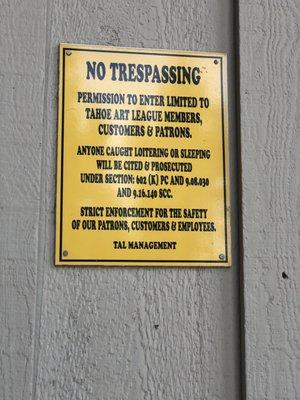 NO TRESPASSING
PERMISSION TO ENTER LIMITED TO
TAHOE ART LEAGUE MEMBERS,
CUSTOMERS & PATRONS.
ANYONE CAUGHT LOITERING OR SLEEPING
WILL BE CITED & PROSECUTED
UNDER SECTION: 602 (K) PC AND 9.08.030
AND 9.16.140 SCC.
STRICT ENFORCEMENT FOR THE SAFETY
OF OUR PATRONS, CUSTOMERS & EMPLOYEES.
TAL MANAGEMENT